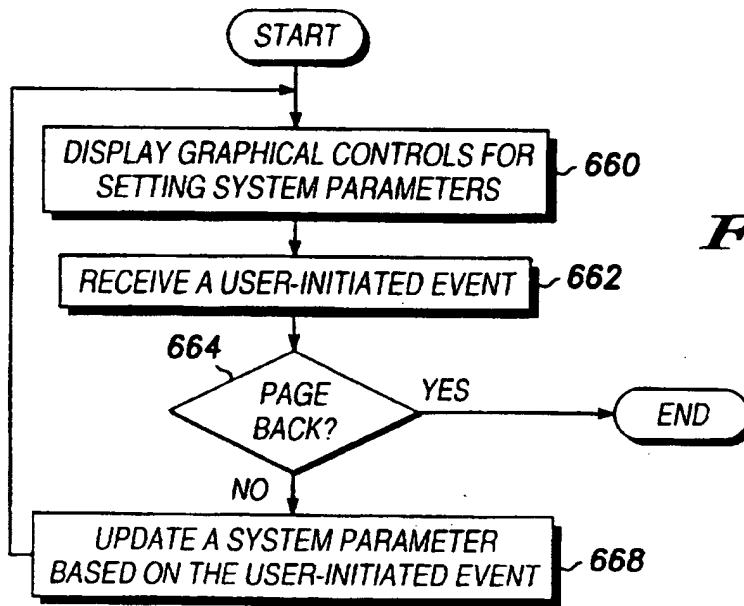 START
DISPLAY GRAPHICAL CONTROLS FOR
SETTING SYSTEM PARAMETERS
660
RECEIVE A USER-INITIATED EVENT
662
664
PAGE
BACK?
YES
END
NO
UPDATE A SYSTEM PARAMETER
BASED ON THE USER-INITIATED EVENT
668
F